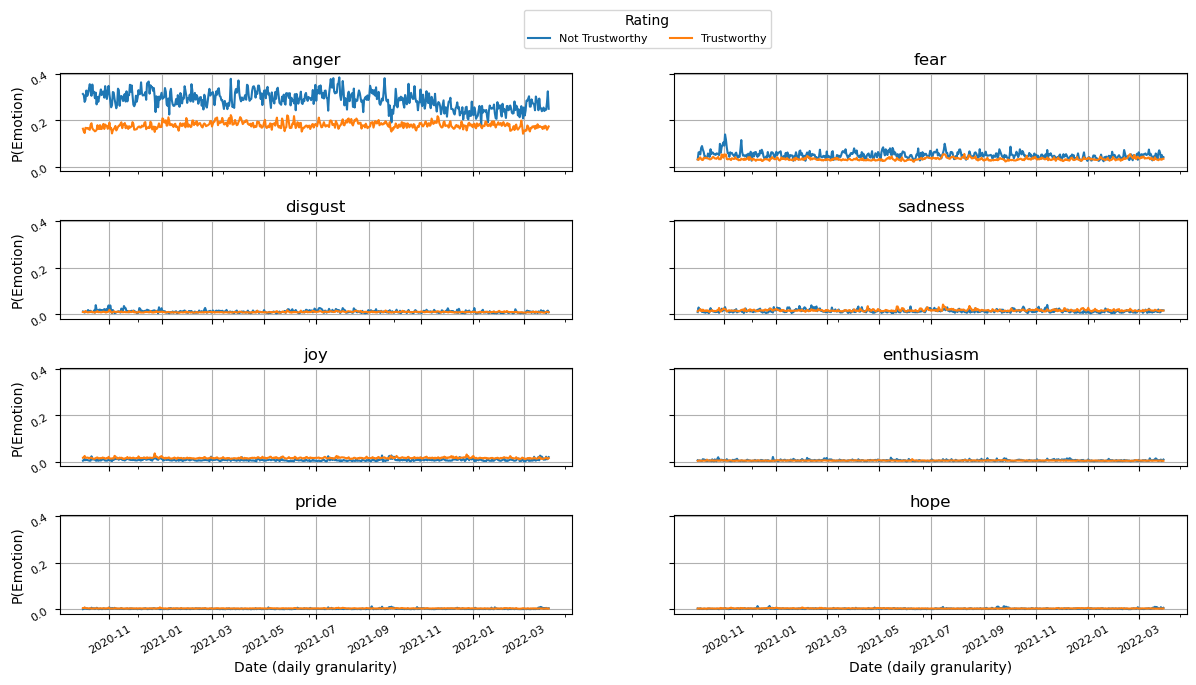 Rating
Not Trustworthy Trustworthy
anger fear
P(Emotion) 0.4 0.2 0.0
disgust sadness
P(Emotion) 0.4 0.2 0.0
joy enthusiasm
P(Emotion) 0.4 0.2 0.0
pride hope
P(Emotion) 0.4 0.2 0.0
2020-11 2021-01 2021-03 2021-05 2021-07 2021-09 2021-11 2022-01 2022-03 2020-11 2021-01 2021-03 2021-05 2021-07 2021-09 2021-11 2022-01 2022-03
Date (daily granularity) Date (daily granularity)